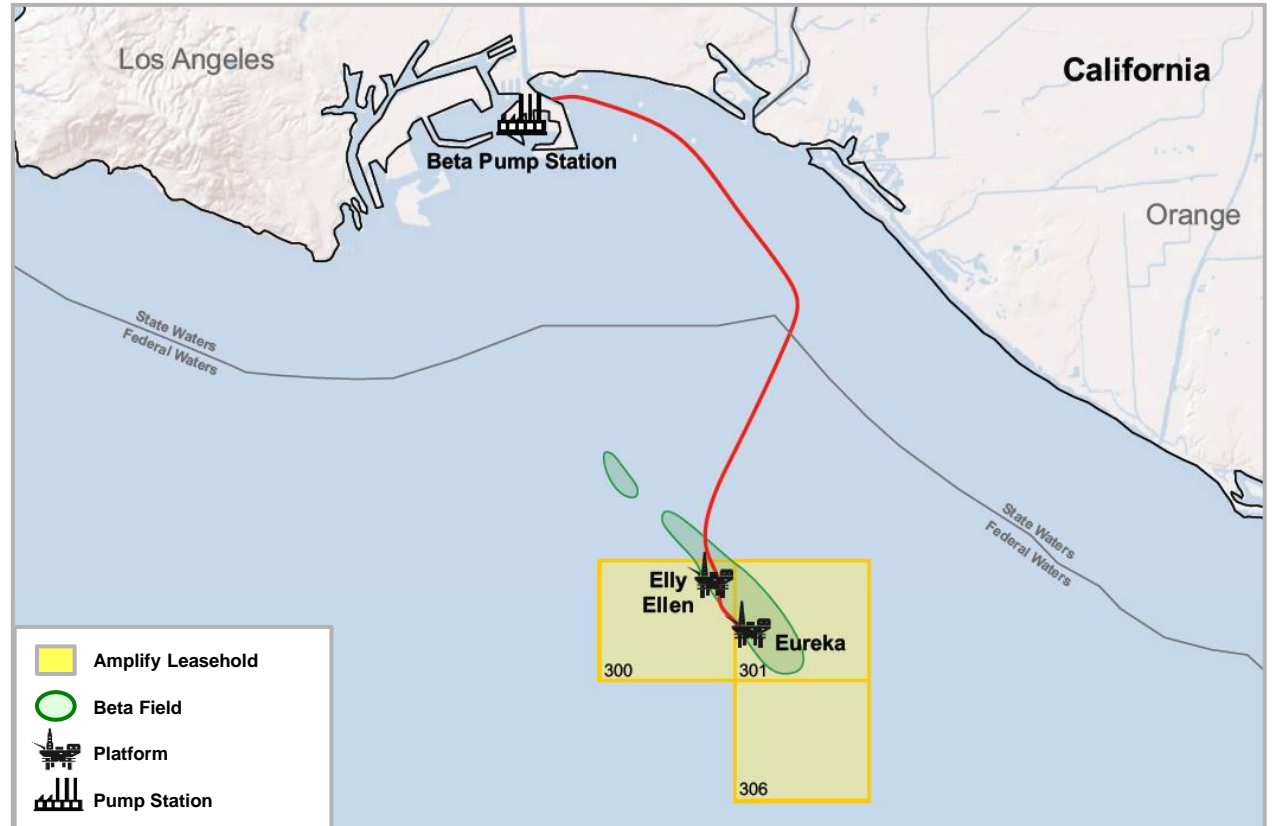 Los Angeles
California
Beta Pump Station
Orange
State Waters
Federal Waters
State Waters
Federal Waters
Elly
Ellen
Eureka
300
301
306
Amplify Leasehold
Beta Field
Platform
Pump Station